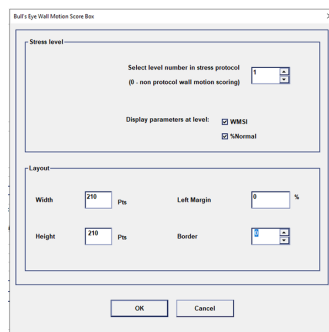 Bull's Eye Wall Motion Score Box
Stress level
Select level number in stress protocol
(0 - non protocol wall motion scoring)
1
Display parameters at level:
WMSI
%Normal
Layout
Width 210 Pts Left Margin 0 %
Height 210 Pts Border 0
OK Cancel